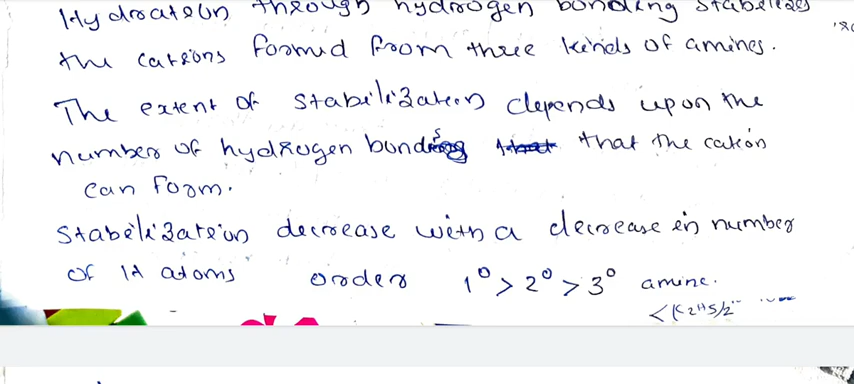 Hydration through hydrogen bonding stabilizes
the cations formed from three kinds of amines.
The extent of stabilization depends upon the
number of hydrogen bonds that the cation
can form.
Stabilization decrease with a decrease in number
of H atoms order 1° > 2° > 3° amine.